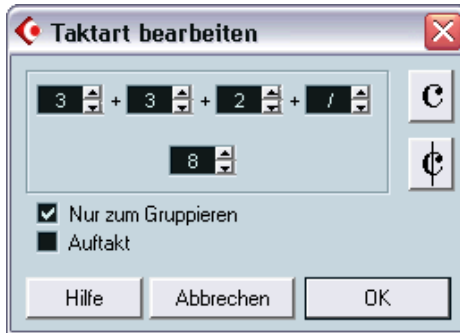 Taktart bearbeiten
3 + 3 + 2 + /
8
Nur zum Gruppieren
Auftakt
Hilfe Abbrechen OK